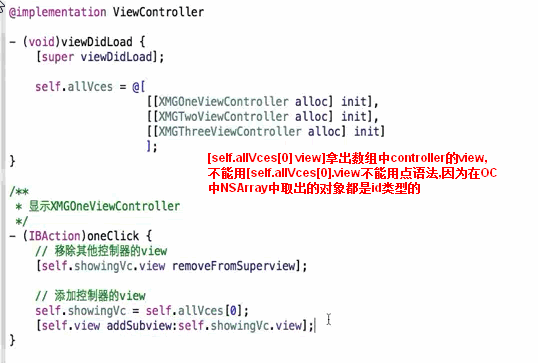 @implementation ViewController
- (void)viewDidLoad {
[super viewDidLoad];
self.allVces = @[
[[XMGOneViewController alloc] init],
[[XMGTwoViewController alloc] init],
[[XMGThreeViewController alloc] init]
];
}
[self.allVces[0] view]拿出数组中controller的view,
不能用[self.allVces[0].view不能用点语法,因为在OC
中NSArray中取出的对象都是id类型的
/**
* 显示XMGOneViewController
*/
- (IBAction)oneClick {
// 移除其他控制器的view
[self.showingVc.view removeFromSuperview];
// 添加控制器的view
self.showingVc = self.allVces[0];
[self.view addSubview:self.showingVc.view];
}